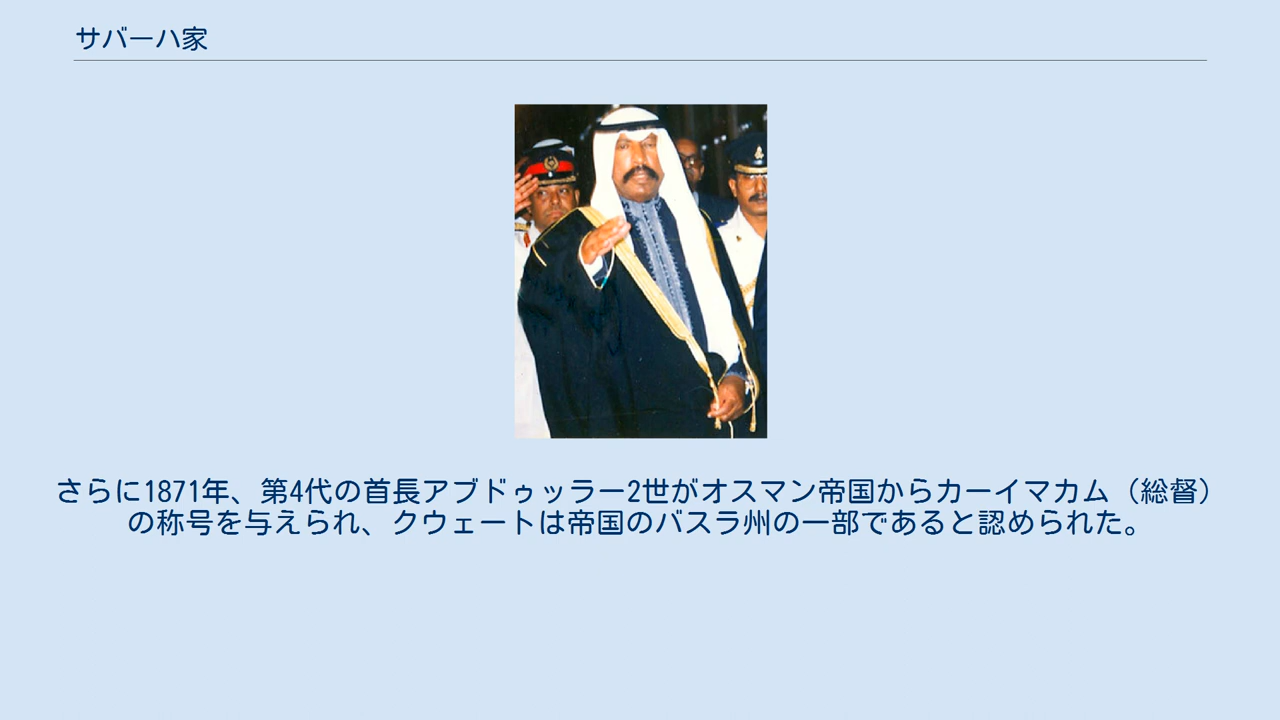 サバーハ家
さらに1871年、第4代の首長アブドゥッラー2世がオスマン帝国からカーイマカム（総督）
の称号を与えられ、クウェートは帝国のバスラ州の一部であると認められた。